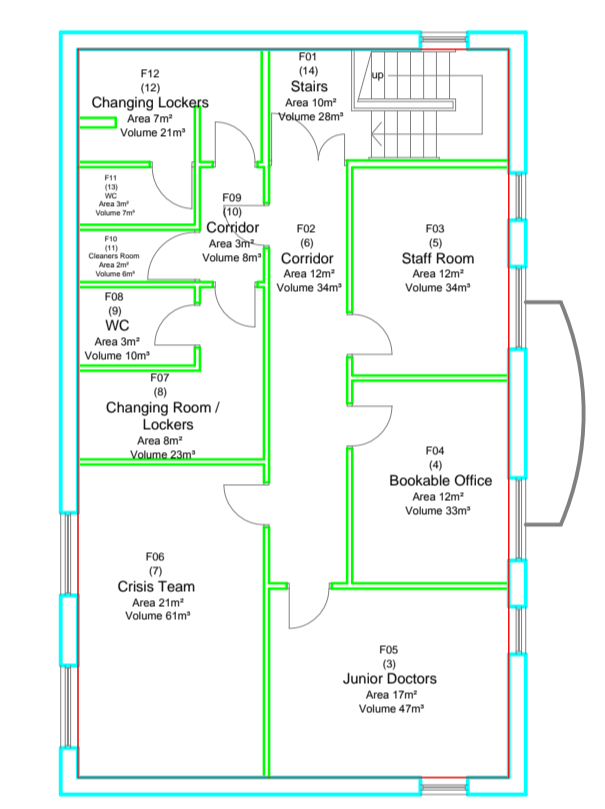 F01
(14)
Stairs
Area 10m²
Volume 28m³
up
F12
(12)
Changing Lockers
Area 7m²
Volume 21m³
F11
(13)
WC
Area 3m²
Volume 7m³
F09
(10)
Corridor
Area 3m²
Volume 8m³
F10
(11)
Cleaners Room
Area 2m²
Volume 6m³
F02
(6)
Corridor
Area 12m²
Volume 34m³
F03
(5)
Staff Room
Area 12m²
Volume 34m³
F08
(9)
WC
Area 3m²
Volume 10m³
F07
(8)
Changing Room /
Lockers
Area 8m²
Volume 23m³
F04
(4)
Bookable Office
Area 12m²
Volume 33m³
F06
(7)
Crisis Team
Area 21m²
Volume 61m³
F05
(3)
Junior Doctors
Area 17m²
Volume 47m³